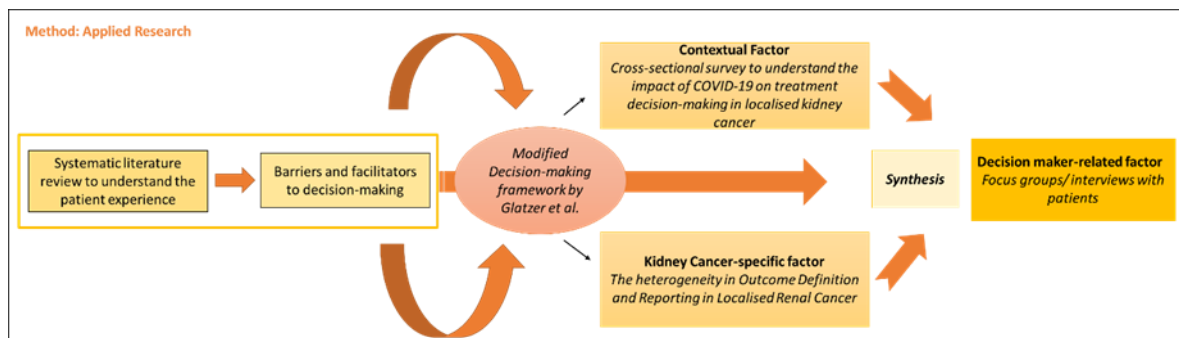 Method: Applied Research
Systematic literature
review to understand the
patient experience
Barriers and facilitators
to decision-making
Modified
Decision-making
framework by
Glatzer et al.
Contextual Factor
Cross-sectional survey to understand the
impact of COVID-19 on treatment
decision-making in localised kidney
cancer
Kidney Cancer-specific factor
The heterogeneity in Outcome Definition
and Reporting in Localised Renal Cancer
Synthesis
Decision maker-related factor
Focus groups/ interviews with
patients